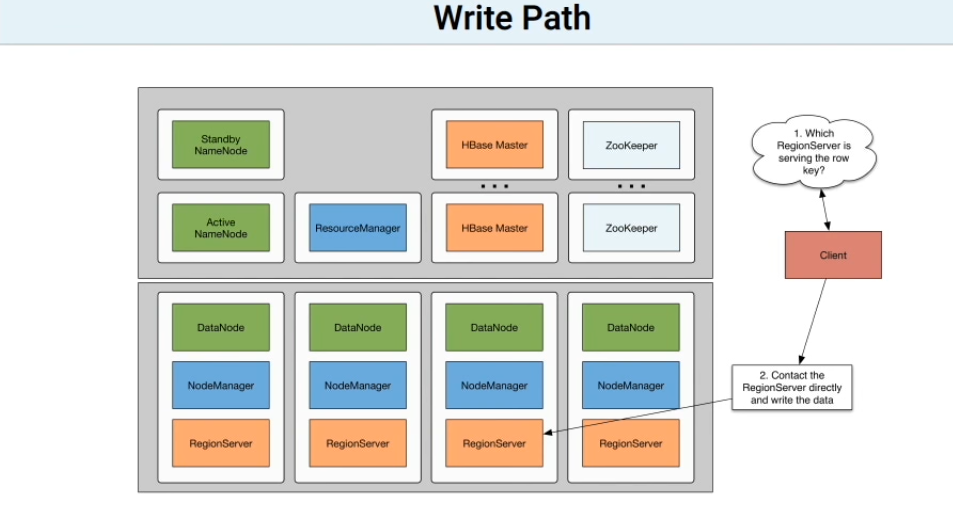 Write Path
Standby
NameNode
HBase Master
ZooKeeper
Active
NameNode
ResourceManager
HBase Master
ZooKeeper
1. Which
RegionServer is
serving the row
key?
Client
DataNode
DataNode
DataNode
DataNode
NodeManager
NodeManager
NodeManager
NodeManager
RegionServer
RegionServer
RegionServer
RegionServer
2. Contact the
RegionServer directly
and write the data